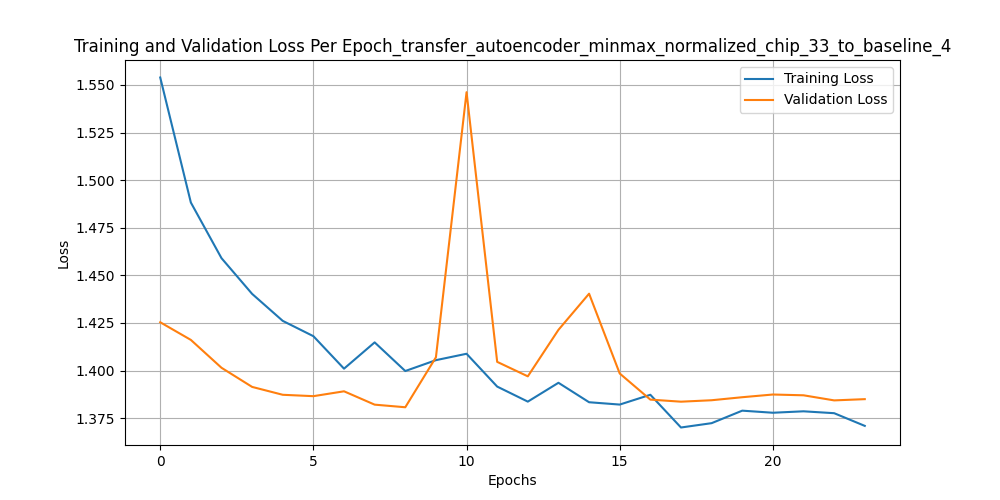 Training and Validation Loss Per Epoch_transfer_autoencoder_minmax_normalized_chip_33_to_baseline_4
Training Loss
Validation Loss
1.550
1.525
1.500
1.475
1.450
1.425
1.400
1.375
Loss
0
5
10
15
20
Epochs